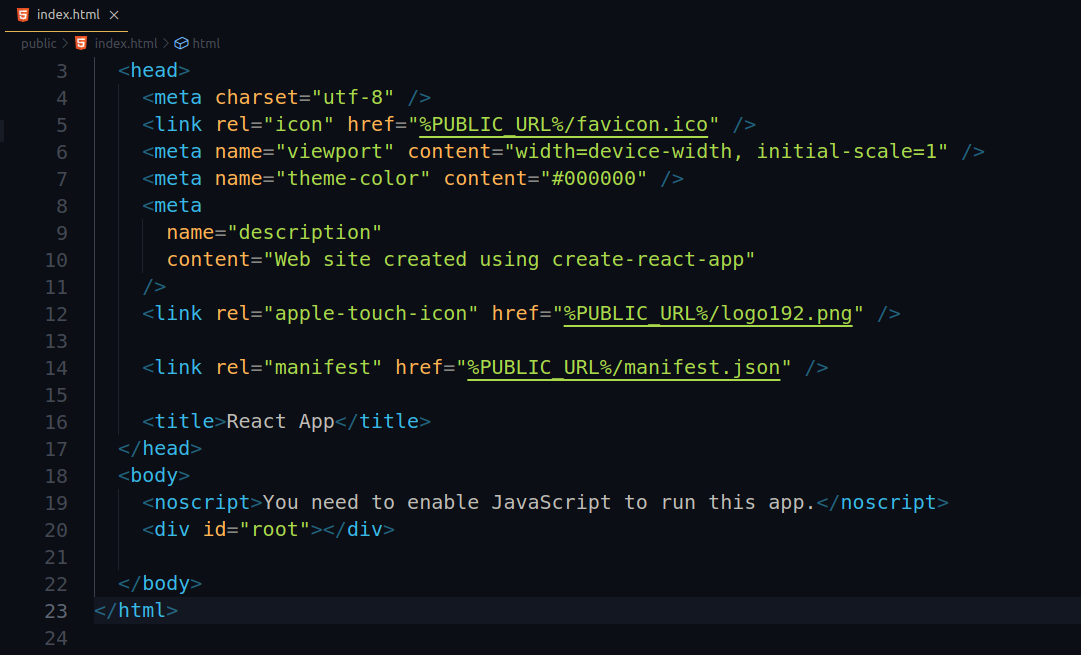 index.html ×
public > index.html > html
3 <head>
4 <meta charset="utf-8" />
5 <link rel="icon" href="%PUBLIC_URL%/favicon.ico" />
6 <meta name="viewport" content="width=device-width, initial-scale=1" />
7 <meta name="theme-color" content="#000000" />
8 <meta
9 name="description"
10 content="Web site created using create-react-app"
11 />
12 <link rel="apple-touch-icon" href="%PUBLIC_URL%/logo192.png" />
13
14 <link rel="manifest" href="%PUBLIC_URL%/manifest.json" />
15
16 <title>React App</title>
17 </head>
18 <body>
19 <noscript>You need to enable JavaScript to run this app.</noscript>
20 <div id="root"></div>
21
22 </body>
23 </html>
24